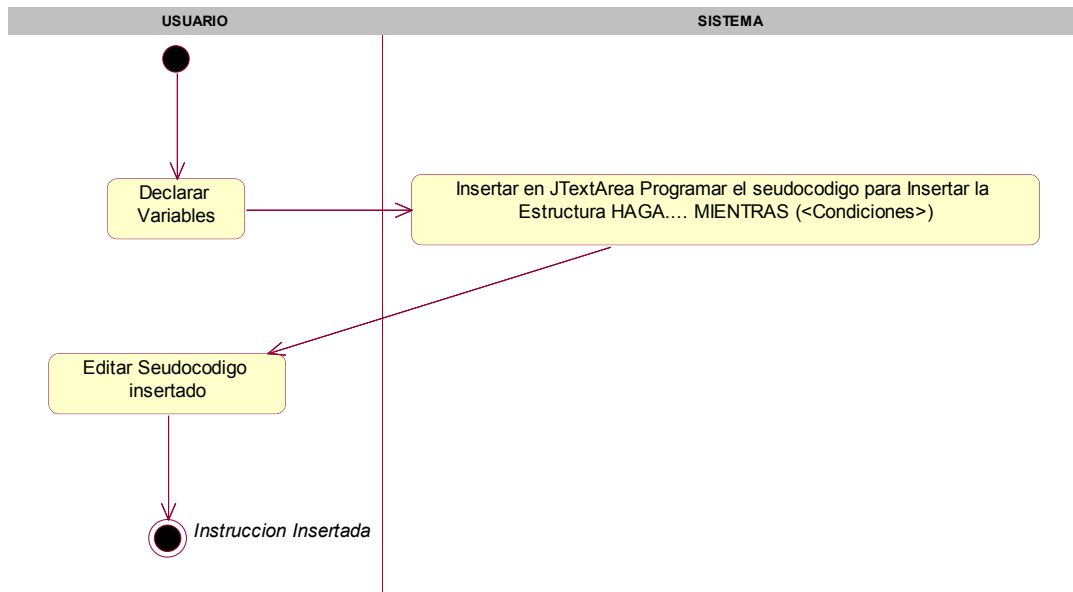 USUARIO
SISTEMA
Declarar
Variables
Insertar en JTextArea Programar el seudocodigo para Insertar la
Estructura HAGA.... MIENTRAS (<Condiciones>)
Editar Seudocodigo
insertado
Instruccion Insertada